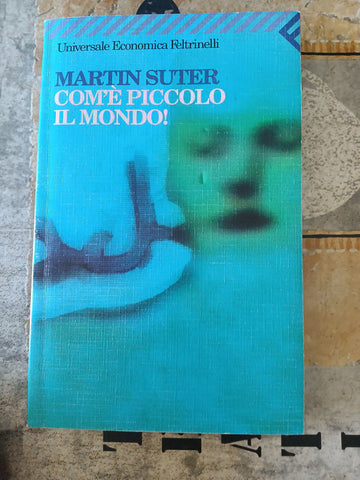 Universale Economica Feltrinelli
MARTIN SUTER
COM'È PICCOLO
IL MONDO!